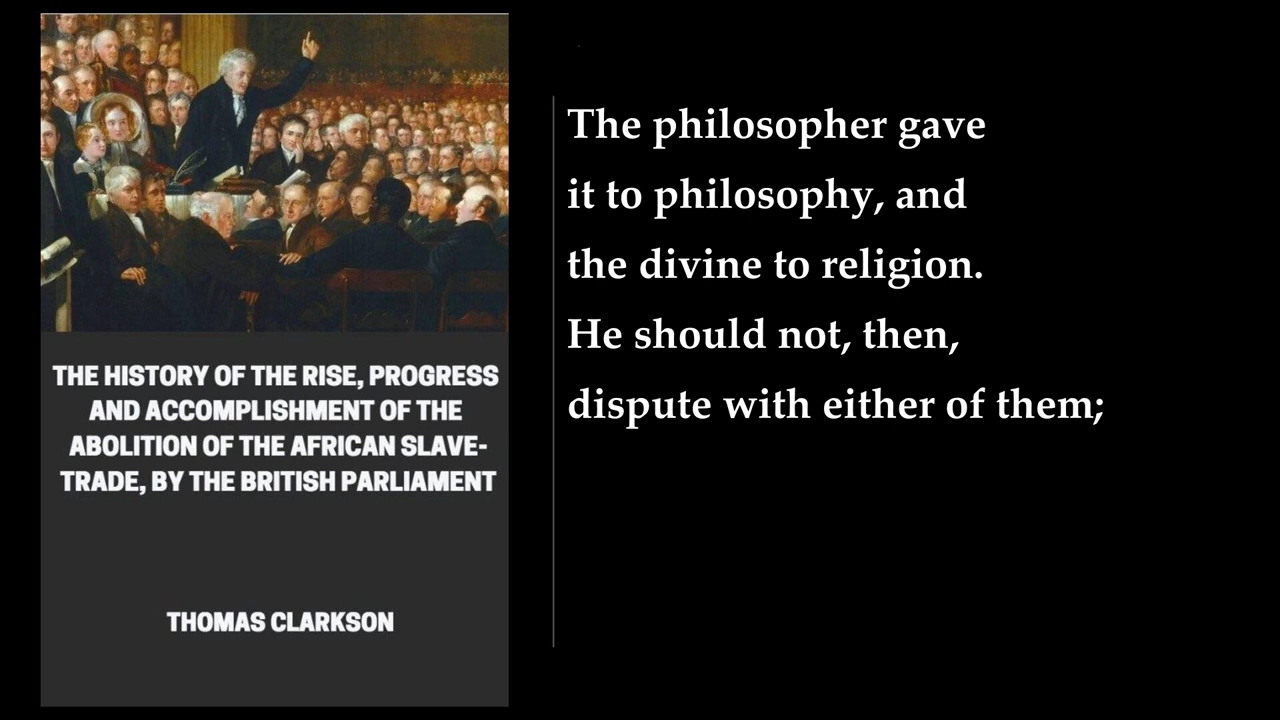 THE HISTORY OF THE RISE, PROGRESS
AND ACCOMPLISHMENT OF THE
ABOLITION OF THE AFRICAN SLAVE-
TRADE, BY THE BRITISH PARLIAMENT
THOMAS CLARKSON
The philosopher gave
it to philosophy, and
the divine to religion.
He should not, then,
dispute with either of them;